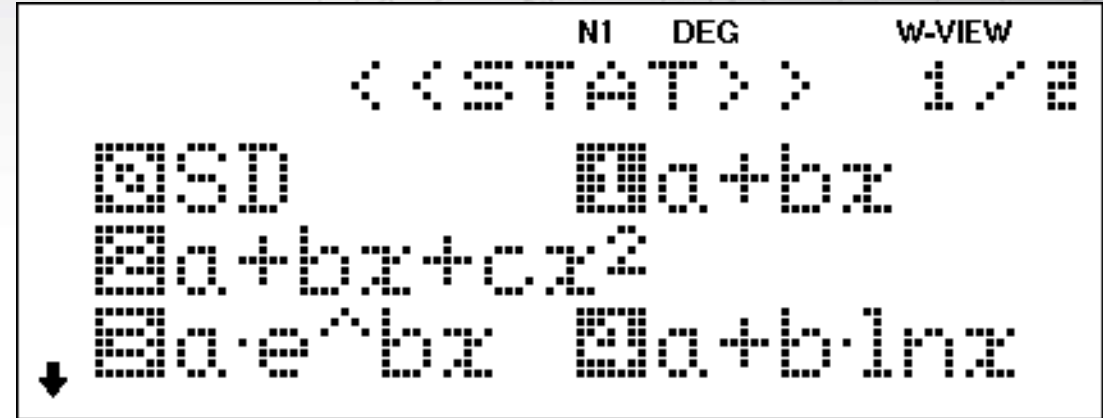 N1 DEG W-VIEW
<<STAT>> 1/2
0SD 1a+bx
2a+bx+cx²
3a·e^bx 4a+b·lnx